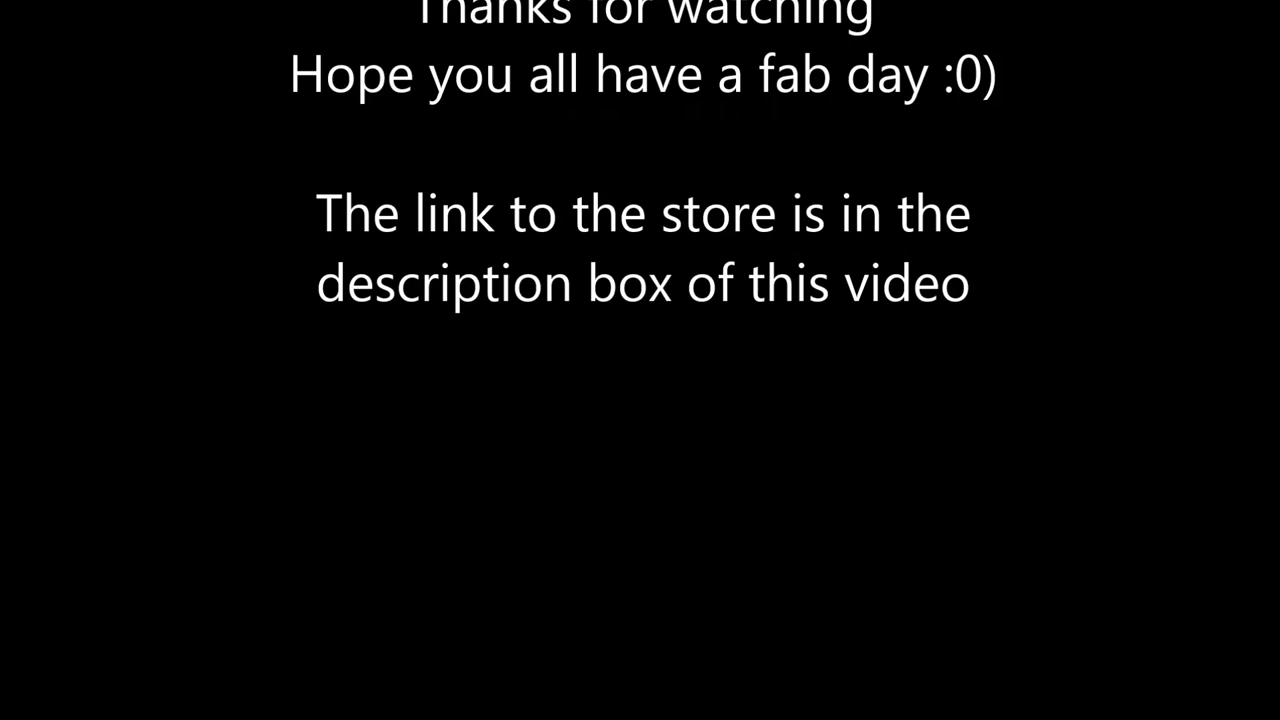 Thanks for watching
Hope you all have a fab day :0)
The link to the store is in the
description box of this video